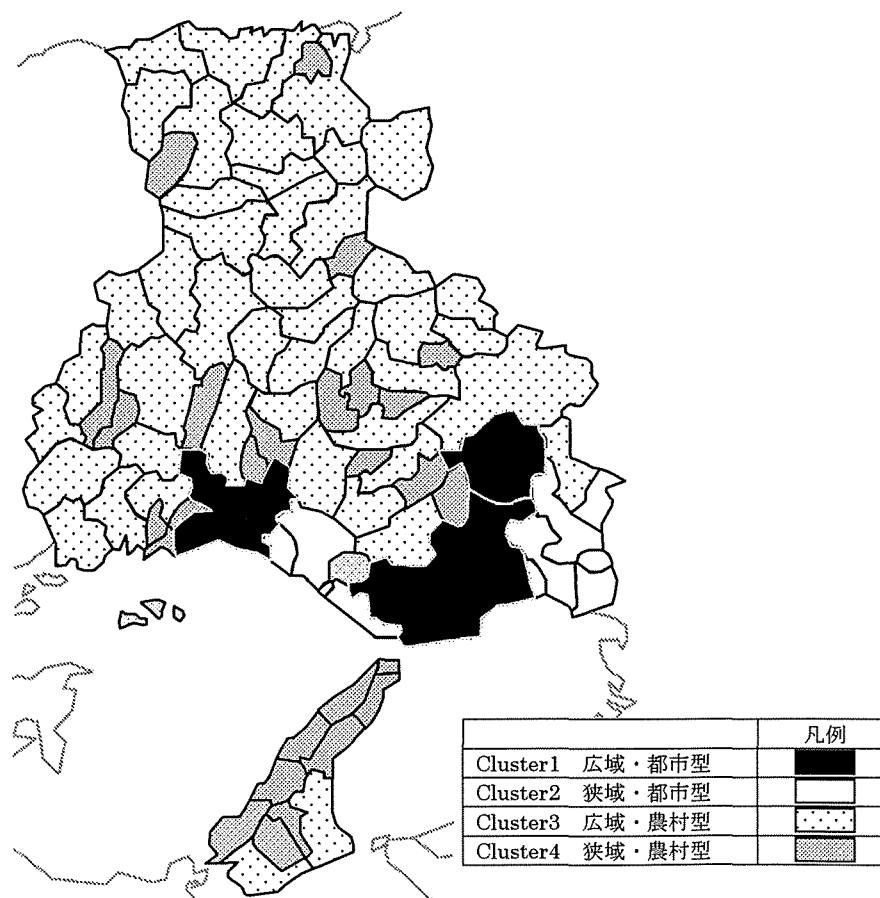 凡例
Cluster1 広域・都市型
Cluster2 狭域・都市型
Cluster3 広域・農村型
Cluster4 狭域・農村型